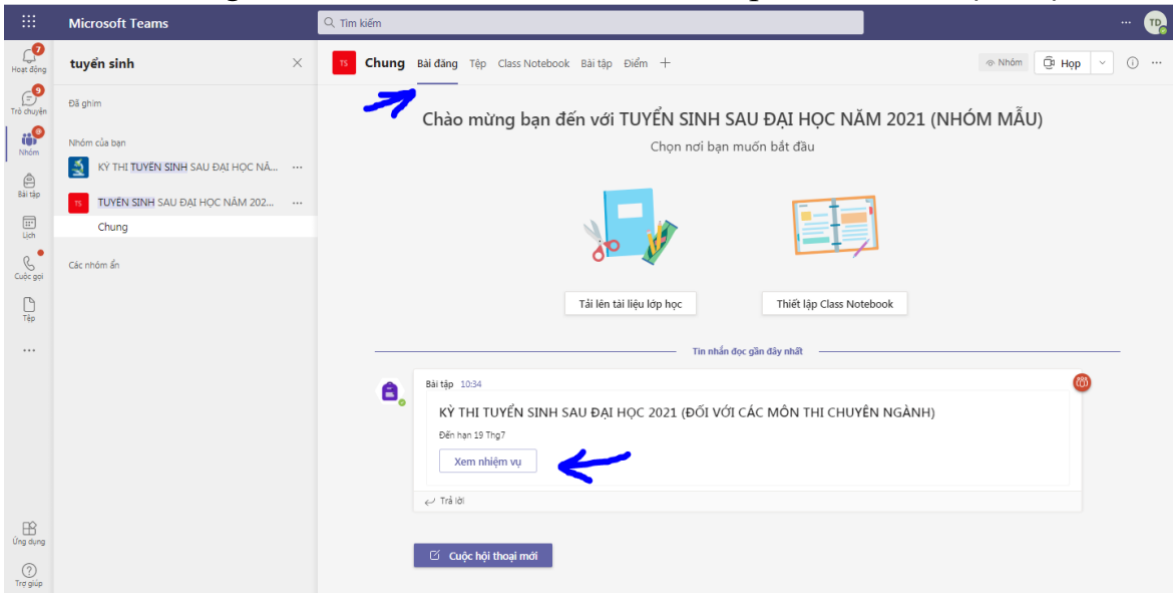 Microsoft Teams
Tìm kiếm
TD
7
Hoạt động
9
Trò chuyện
Nhóm
Bài tập
Lịch
Cuộc gọi
Tệp
Ứng dụng
Trợ giúp
tuyển sinh
Đã ghim
Nhóm của bạn
KỲ THI TUYỂN SINH SAU ĐẠI HỌC NĂ...
TS TUYỂN SINH SAU ĐẠI HỌC NĂM 202...
Chung
Các nhóm ẩn
TS Chung Bài đăng Tệp Class Notebook Bài tập Điểm
Nhóm Họp
Chào mừng bạn đến với TUYỂN SINH SAU ĐẠI HỌC NĂM 2021 (NHÓM MẪU)
Chọn nơi bạn muốn bắt đầu
Tải lên tài liệu lớp học Thiết lập Class Notebook
Tin nhắn đọc gần đây nhất
Bài tập 10:34
KỲ THI TUYỂN SINH SAU ĐẠI HỌC 2021 (ĐỐI VỚI CÁC MÔN THI CHUYÊN NGÀNH)
Đến hạn 19 Thg7
Xem nhiệm vụ
Trả lời
Cuộc hội thoại mới